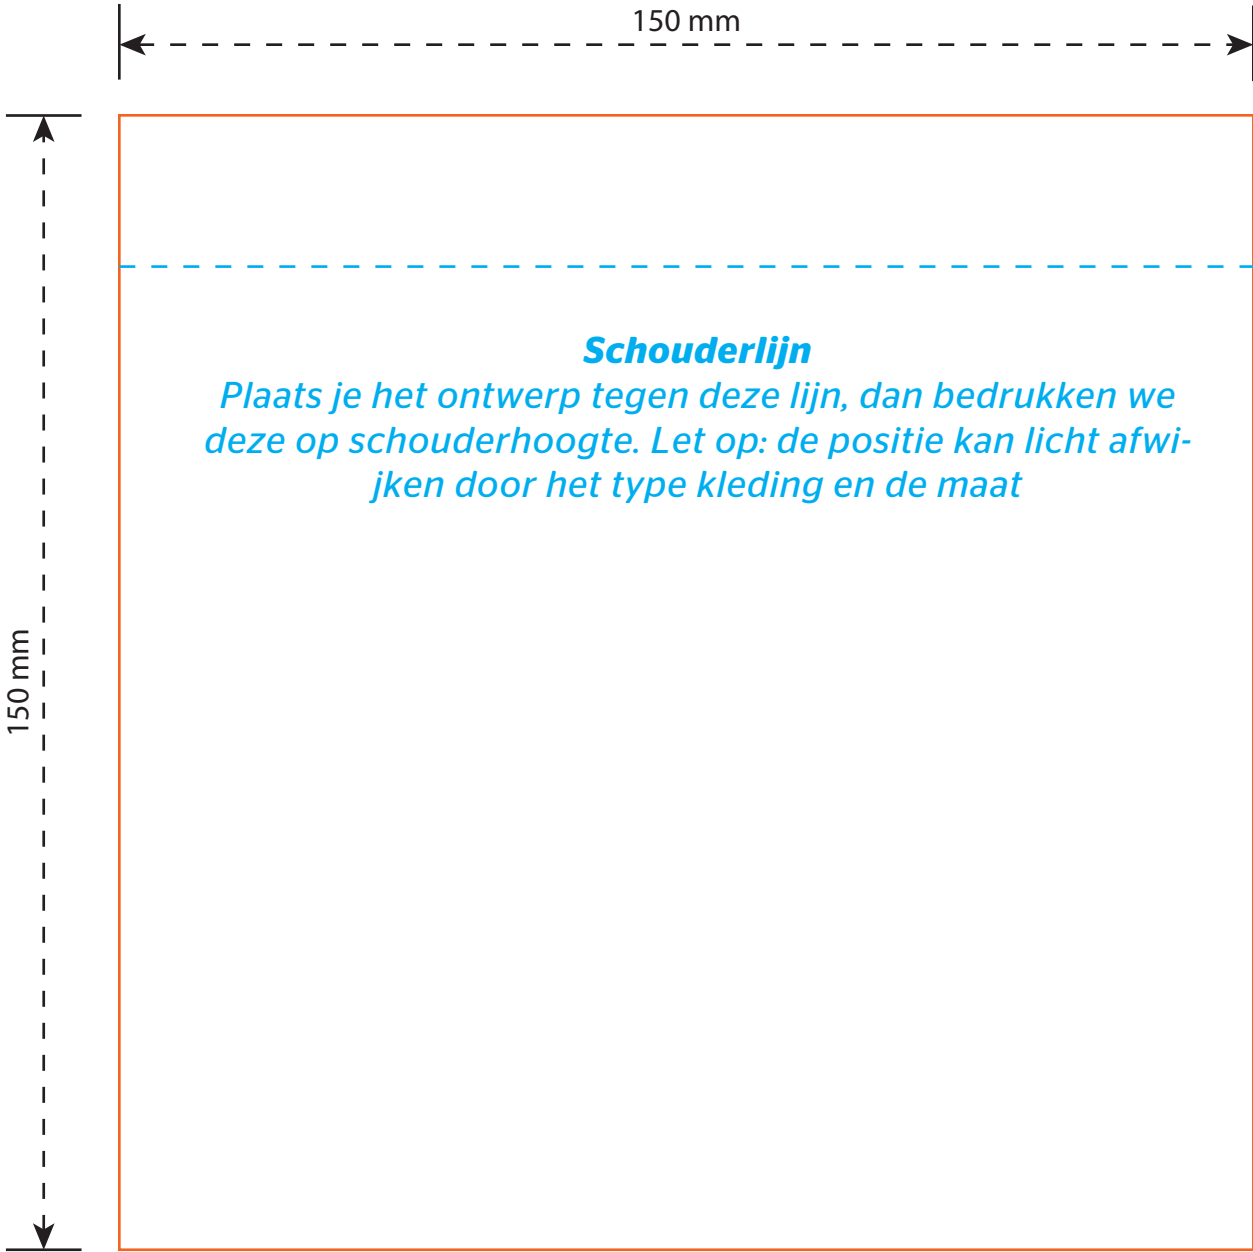 150 mm
150 mm
Schouderlijn
Plaats je het ontwerp tegen deze lijn, dan bedrukken we
deze op schouderhoogte. Let op: de positie kan licht afwi-
jken door het type kleding en de maat